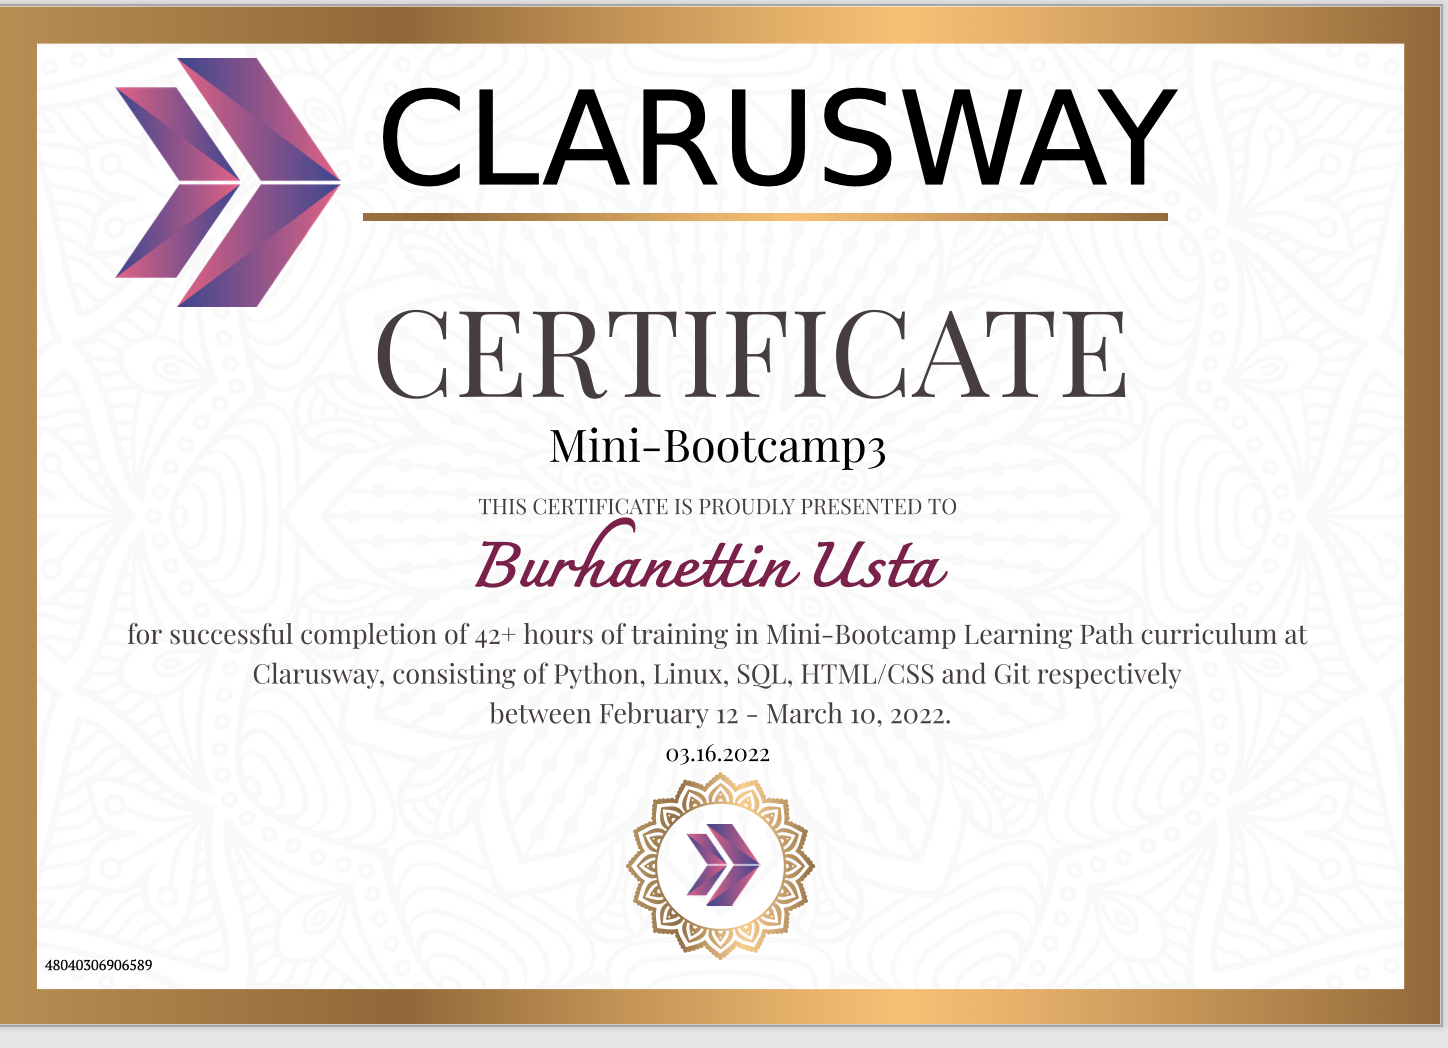 CLARUSWAY
CERTIFICATE
Mini-Bootcamp3
THIS CERTIFICATE IS PROUDLY PRESENTED TO
Burhanettin Usta
for successful completion of 42+ hours of training in Mini-Bootcamp Learning Path curriculum at
Clarusway, consisting of Python, Linux, SQL, HTML/CSS and Git respectively
between February 12 - March 10, 2022.
03.16.2022
48040306906589